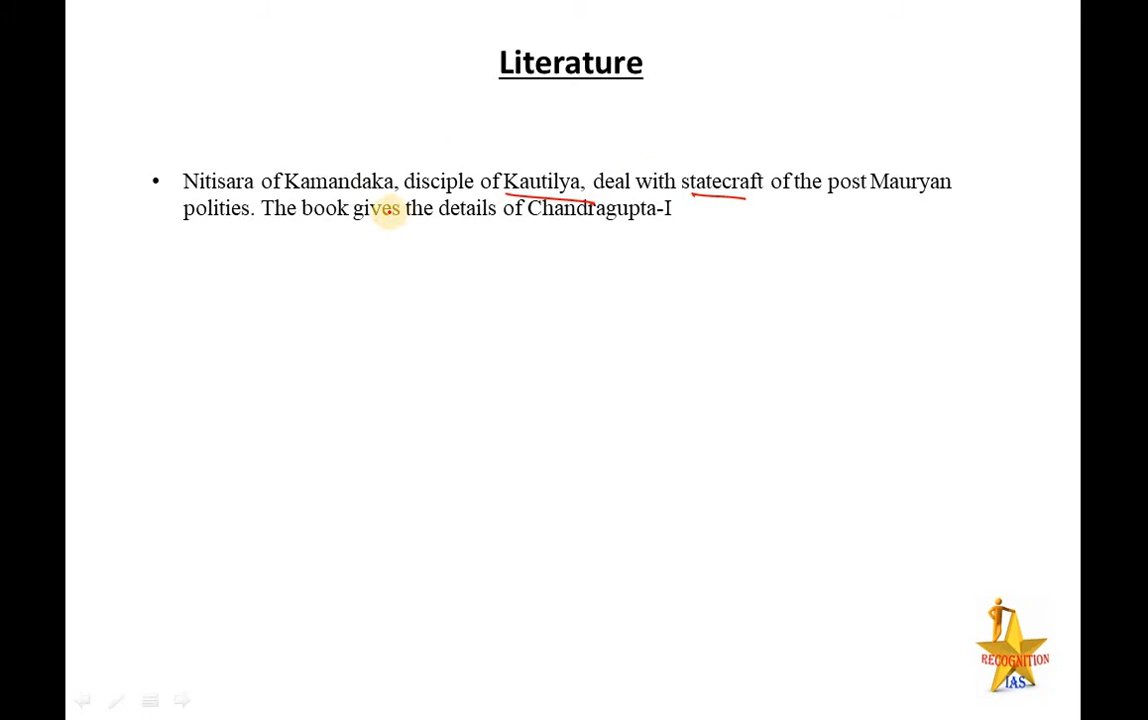 Literature
• Nitisara of Kamandaka, disciple of Kautilya, deal with statecraft of the post Mauryan
polities. The book gives the details of Chandragupta-I
RECOGNITION
IAS